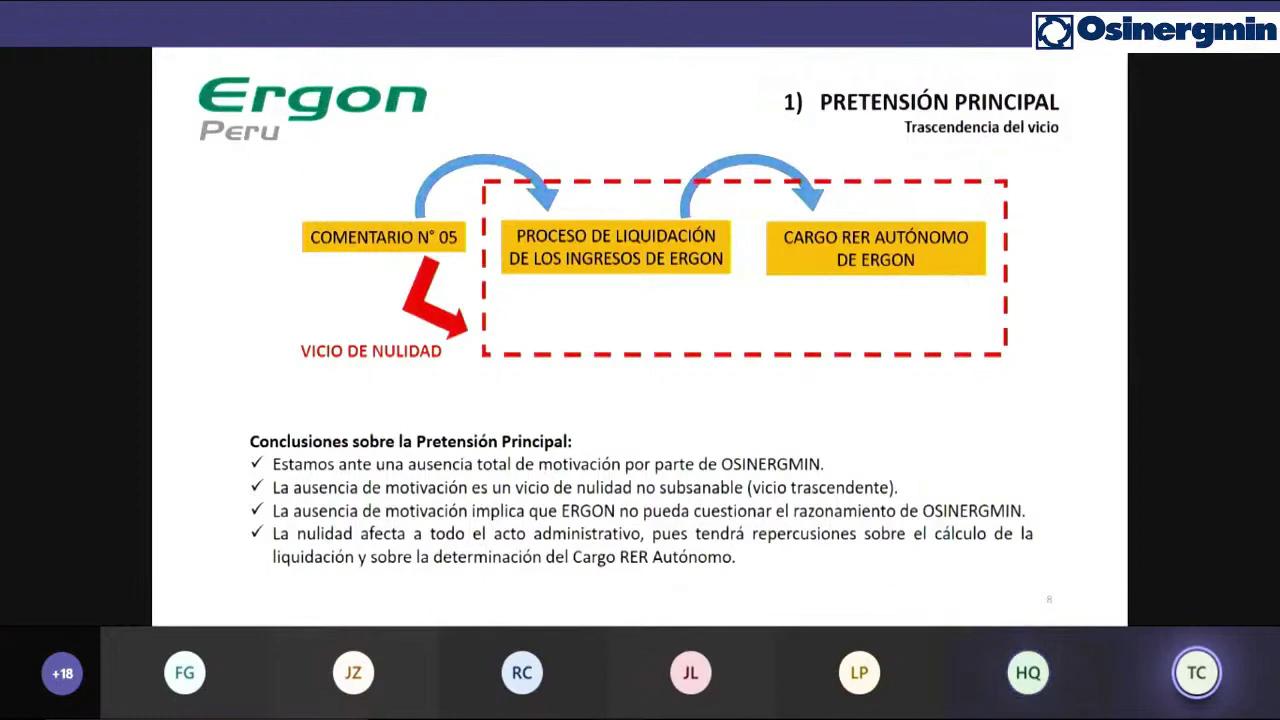 Osinergmin
Ergon
Peru
1) PRETENSIÓN PRINCIPAL
Trascendencia del vicio
COMENTARIO N° 05
PROCESO DE LIQUIDACIÓN
DE LOS INGRESOS DE ERGON
CARGO RER AUTÓNOMO
DE ERGON
VICIO DE NULIDAD
Conclusiones sobre la Pretensión Principal:
✓ Estamos ante una ausencia total de motivación por parte de OSINERGMIN.
✓ La ausencia de motivación es un vicio de nulidad no subsanable (vicio trascendente).
✓ La ausencia de motivación implica que ERGON no pueda cuestionar el razonamiento de OSINERGMIN.
✓ La nulidad afecta a todo el acto administrativo, pues tendrá repercusiones sobre el cálculo de la
liquidación y sobre la determinación del Cargo RER Autónomo.
8
+18
FG
JZ
RC
JL
LP
HQ
TC